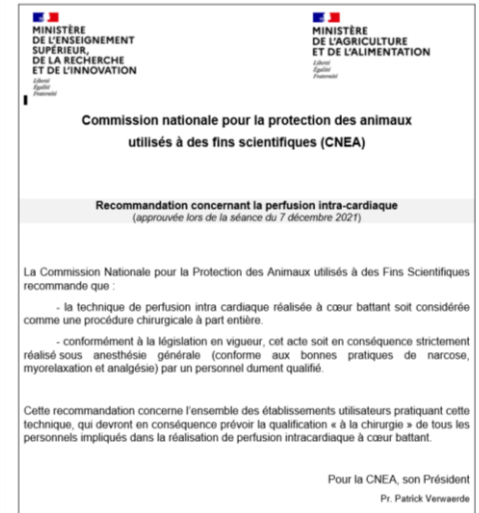 MINISTÈRE
DE L'ENSEIGNEMENT
SUPÉRIEUR,
DE LA RECHERCHE
ET DE L'INNOVATION
Liberté
Égalité
Fraternité
MINISTÈRE
DE L'AGRICULTURE
ET DE L'ALIMENTATION
Liberté
Égalité
Fraternité
Commission nationale pour la protection des animaux
utilisés à des fins scientifiques (CNEA)
Recommandation concernant la perfusion intra-cardiaque
(approuvée lors de la séance du 7 décembre 2021)
La Commission Nationale pour la Protection des Animaux utilisés à des Fins Scientifiques
recommande que :
- la technique de perfusion intra cardiaque réalisée à cœur battant soit considérée
comme une procédure chirurgicale à part entière.
- conformément à la législation en vigueur, cet acte soit en conséquence strictement
réalisé sous anesthésie générale (conforme aux bonnes pratiques de narcose,
myorelaxation et analgésie) par un personnel dument qualifié.
Cette recommandation concerne l'ensemble des établissements utilisateurs pratiquant cette
technique, qui devront en conséquence prévoir la qualification « à la chirurgie » de tous les
personnels impliqués dans la réalisation de perfusion intracardiaque à cœur battant.
Pour la CNEA, son Président
Pr. Patrick Verwaerde